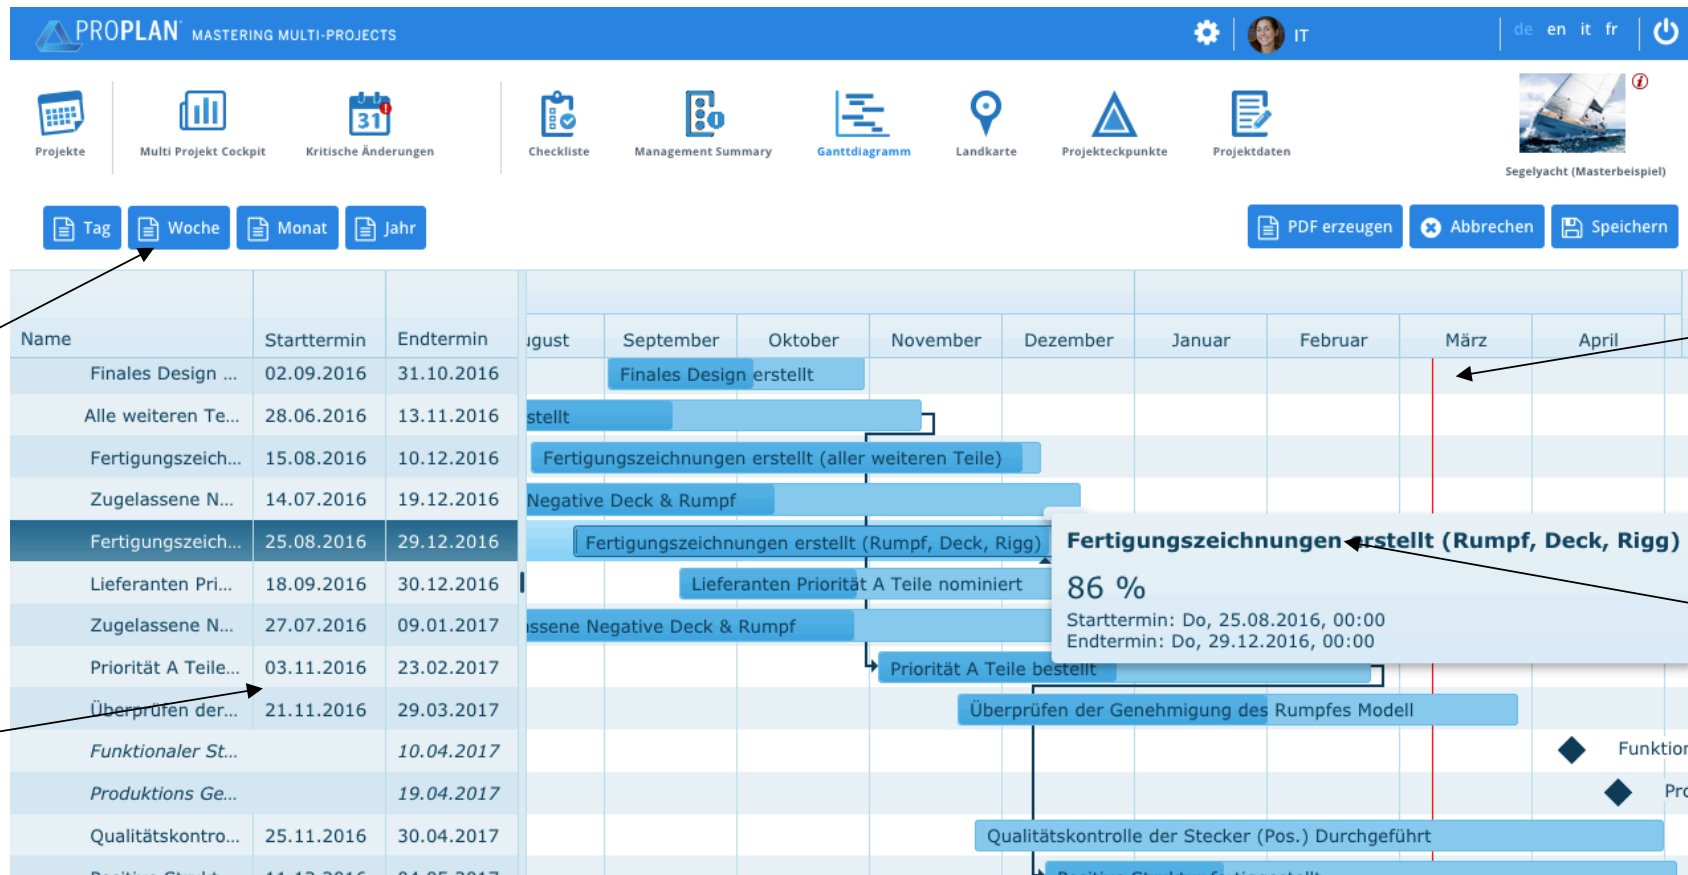 PROPLAN MASTERING MULTI-PROJECTS
IT
de en it fr
31
Projekte
Multi Projekt Cockpit
Kritische Änderungen
Checkliste
Management Summary
Ganttdiagramm
Landkarte
Projekteckpunkte
Projektdaten
Segelyacht (Masterbeispiel)
Tag Woche Monat Jahr
PDF erzeugen Abbrechen Speichern
Name Starttermin Endtermin ugust September Oktober November Dezember Januar Februar März April
Finales Design ... 02.09.2016 31.10.2016 Finales Design erstellt
Alle weiteren Te... 28.06.2016 13.11.2016 stellt
Fertigungszeich... 15.08.2016 10.12.2016 Fertigungszeichnungen erstellt (aller weiteren Teile)
Zugelassene N... 14.07.2016 19.12.2016 Negative Deck & Rumpf
Fertigungszeich... 25.08.2016 29.12.2016 Fertigungszeichnungen erstellt (Rumpf, Deck, Rigg)
Fertigungszeichnungen erstellt (Rumpf, Deck, Rigg)
86 %
Starttermin: Do, 25.08.2016, 00:00
Endtermin: Do, 29.12.2016, 00:00
Lieferanten Pri... 18.09.2016 30.12.2016 Lieferanten Priorität A Teile nominiert
Zugelassene N... 27.07.2016 09.01.2017 ssene Negative Deck & Rumpf
Priorität A Teile... 03.11.2016 23.02.2017 Priorität A Teile bestellt
Überprüfen der... 21.11.2016 29.03.2017 Überprüfen der Genehmigung des Rumpfes Modell
Funktionaler St... 10.04.2017 Funktion
Produktions Ge... 19.04.2017 Pro
Qualitätskontro... 25.11.2016 30.04.2017 Qualitätskontrolle der Stecker (Pos.) Durchgeführt